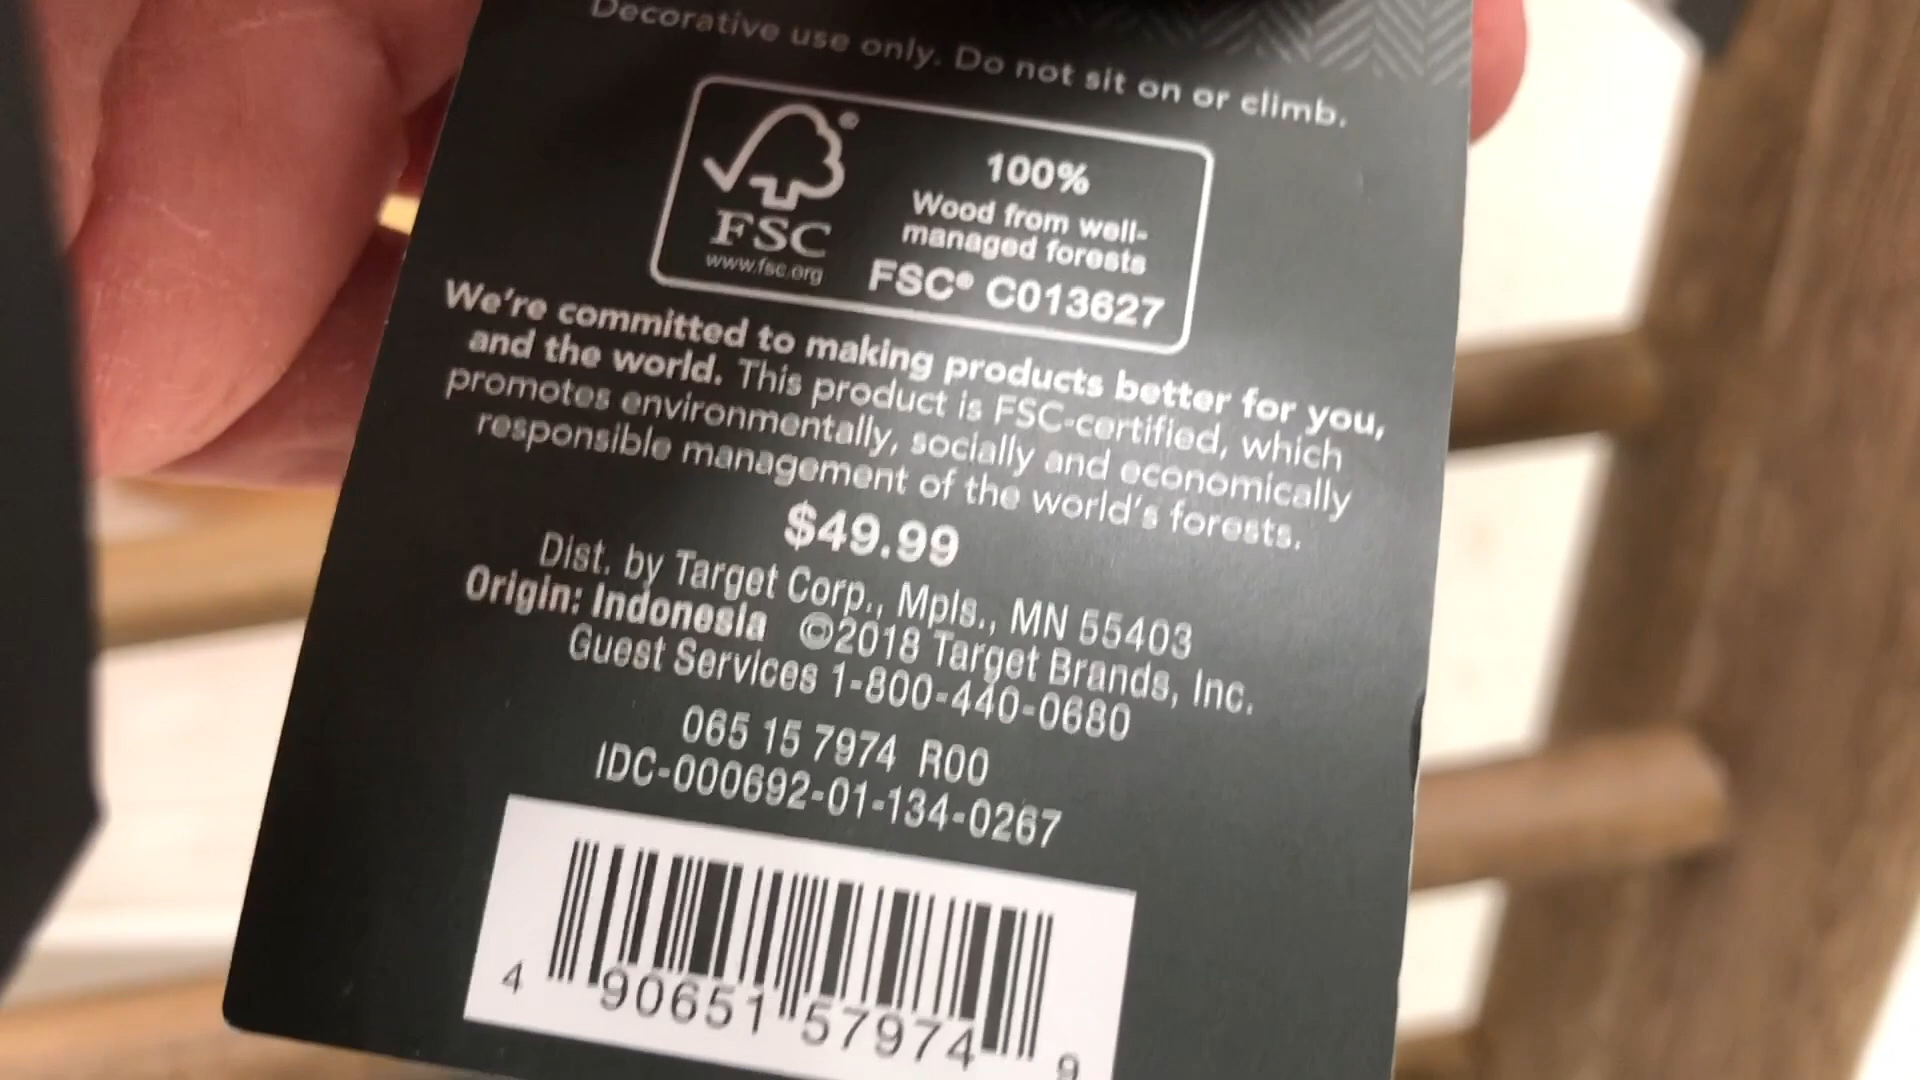 Decorative use only. Do not sit on or climb.
FSC®
www.fsc.org
100%
Wood from well-
managed forests
FSC® C013627
We're committed to making products better for you,
and the world. This product is FSC-certified, which
promotes environmentally, socially and economically
responsible management of the world's forests.
$49.99
Dist. by Target Corp., Mpls., MN 55403
Origin: Indonesia ©2018 Target Brands, Inc.
Guest Services 1-800-440-0680
065 15 7974 R00
IDC-000692-01-134-0267
4 90651 57974 9